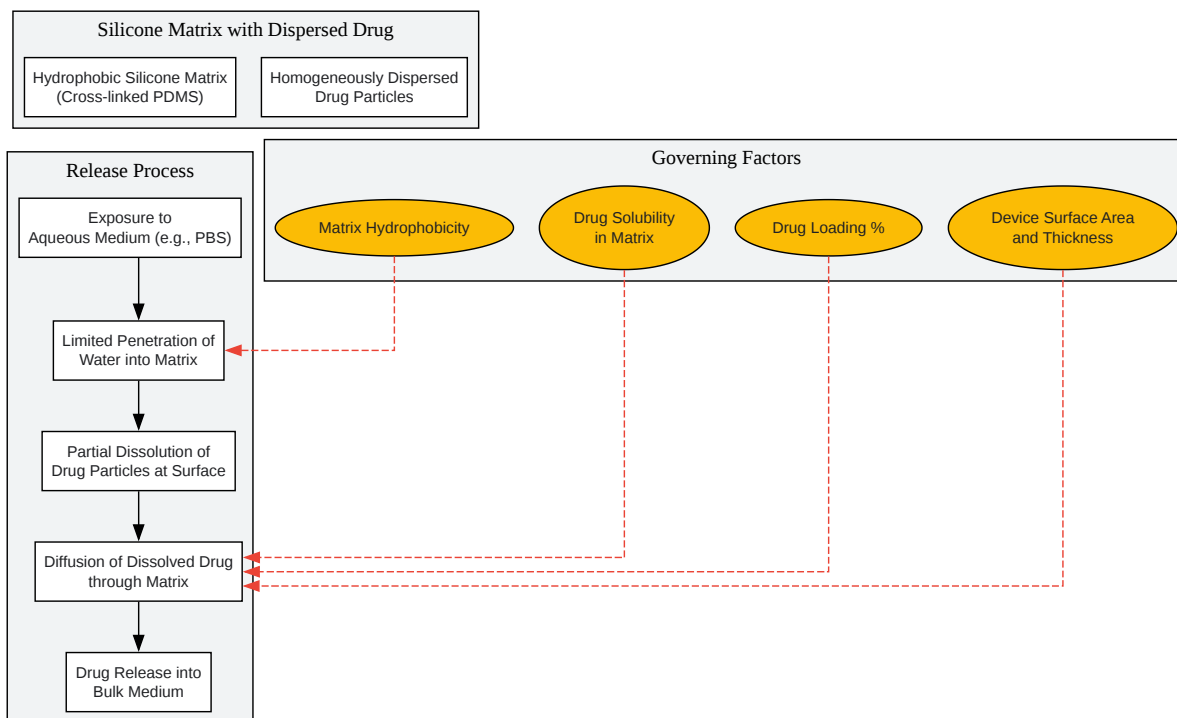 Silicone Matrix with Dispersed Drug
Hydrophobic Silicone Matrix
(Cross-linked PDMS)
Homogeneously Dispersed
Drug Particles
Release Process
Exposure to
Aqueous Medium (e.g., PBS)
Limited Penetration of
Water into Matrix
Partial Dissolution of
Drug Particles at Surface
Diffusion of Dissolved Drug
through Matrix
Drug Release into
Bulk Medium
Governing Factors
Matrix Hydrophobicity
Drug Solubility
in Matrix
Drug Loading %
Device Surface Area
and Thickness